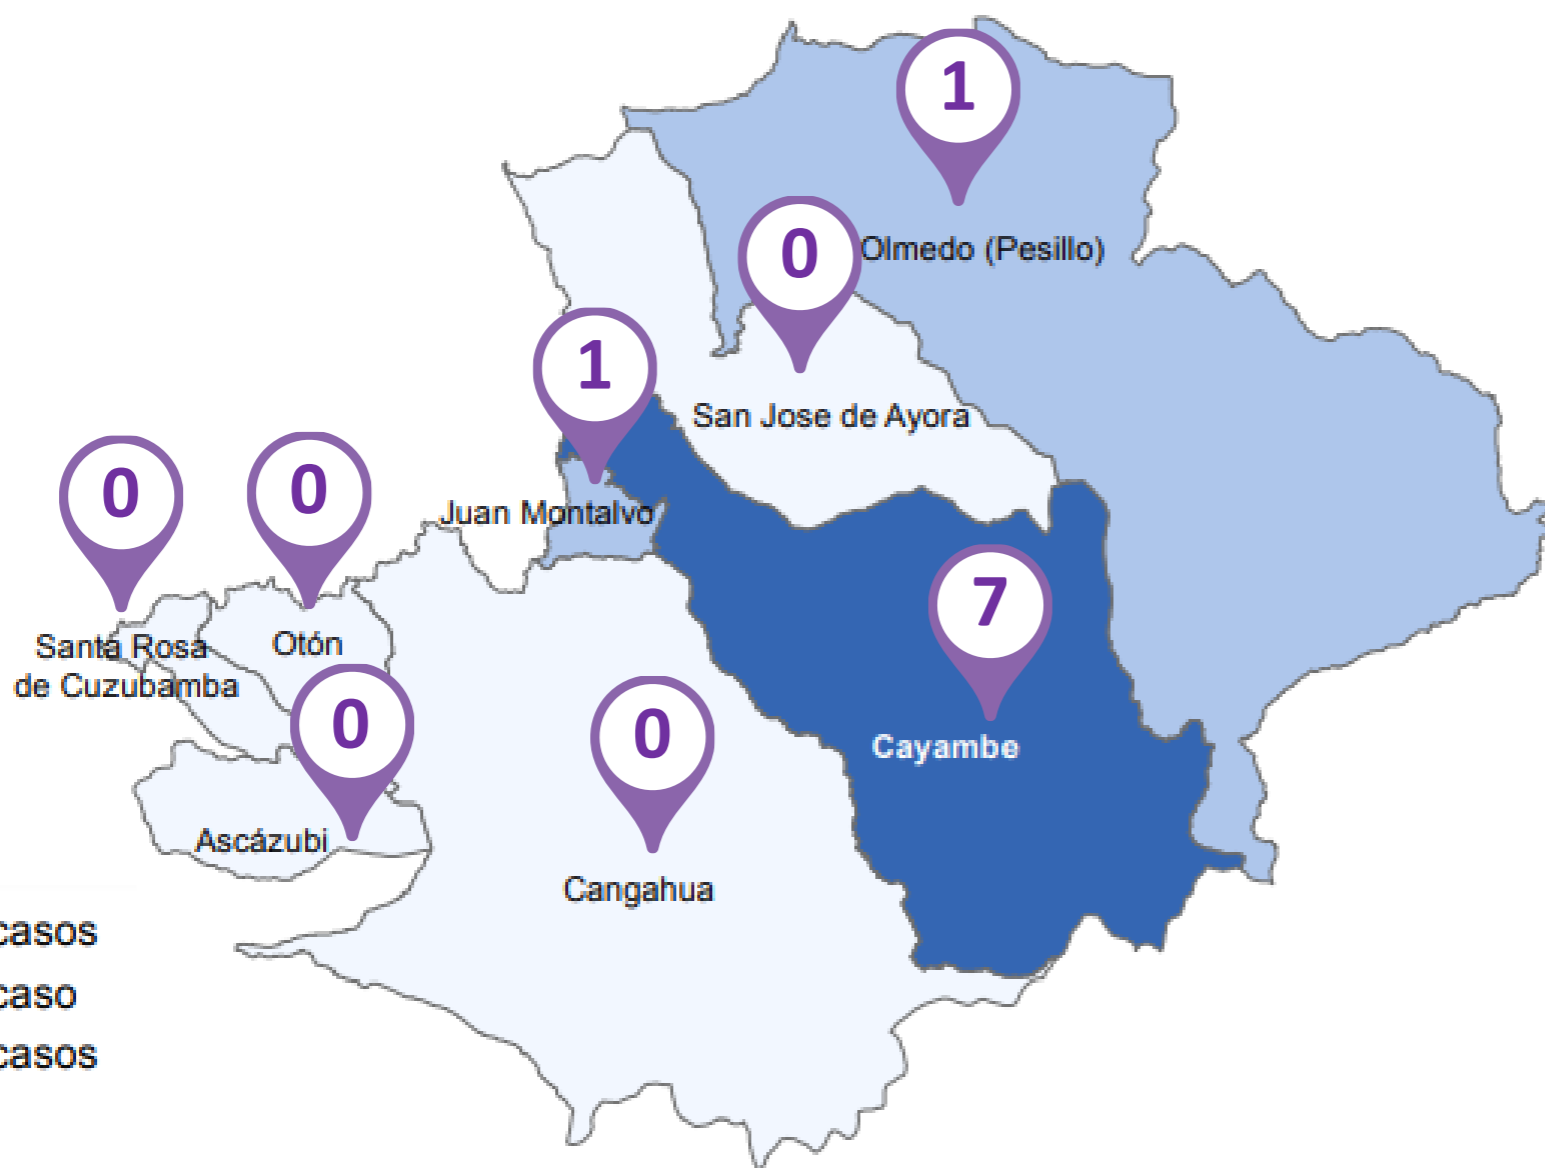 1
Olmedo (Pesillo)
0
San Jose de Ayora
1
Juan Montalvo
0
Santa Rosa
de Cuzubamba
0
Otón
7
Cayambe
0
Ascázubi
0
Cangahua
casos
caso
casos